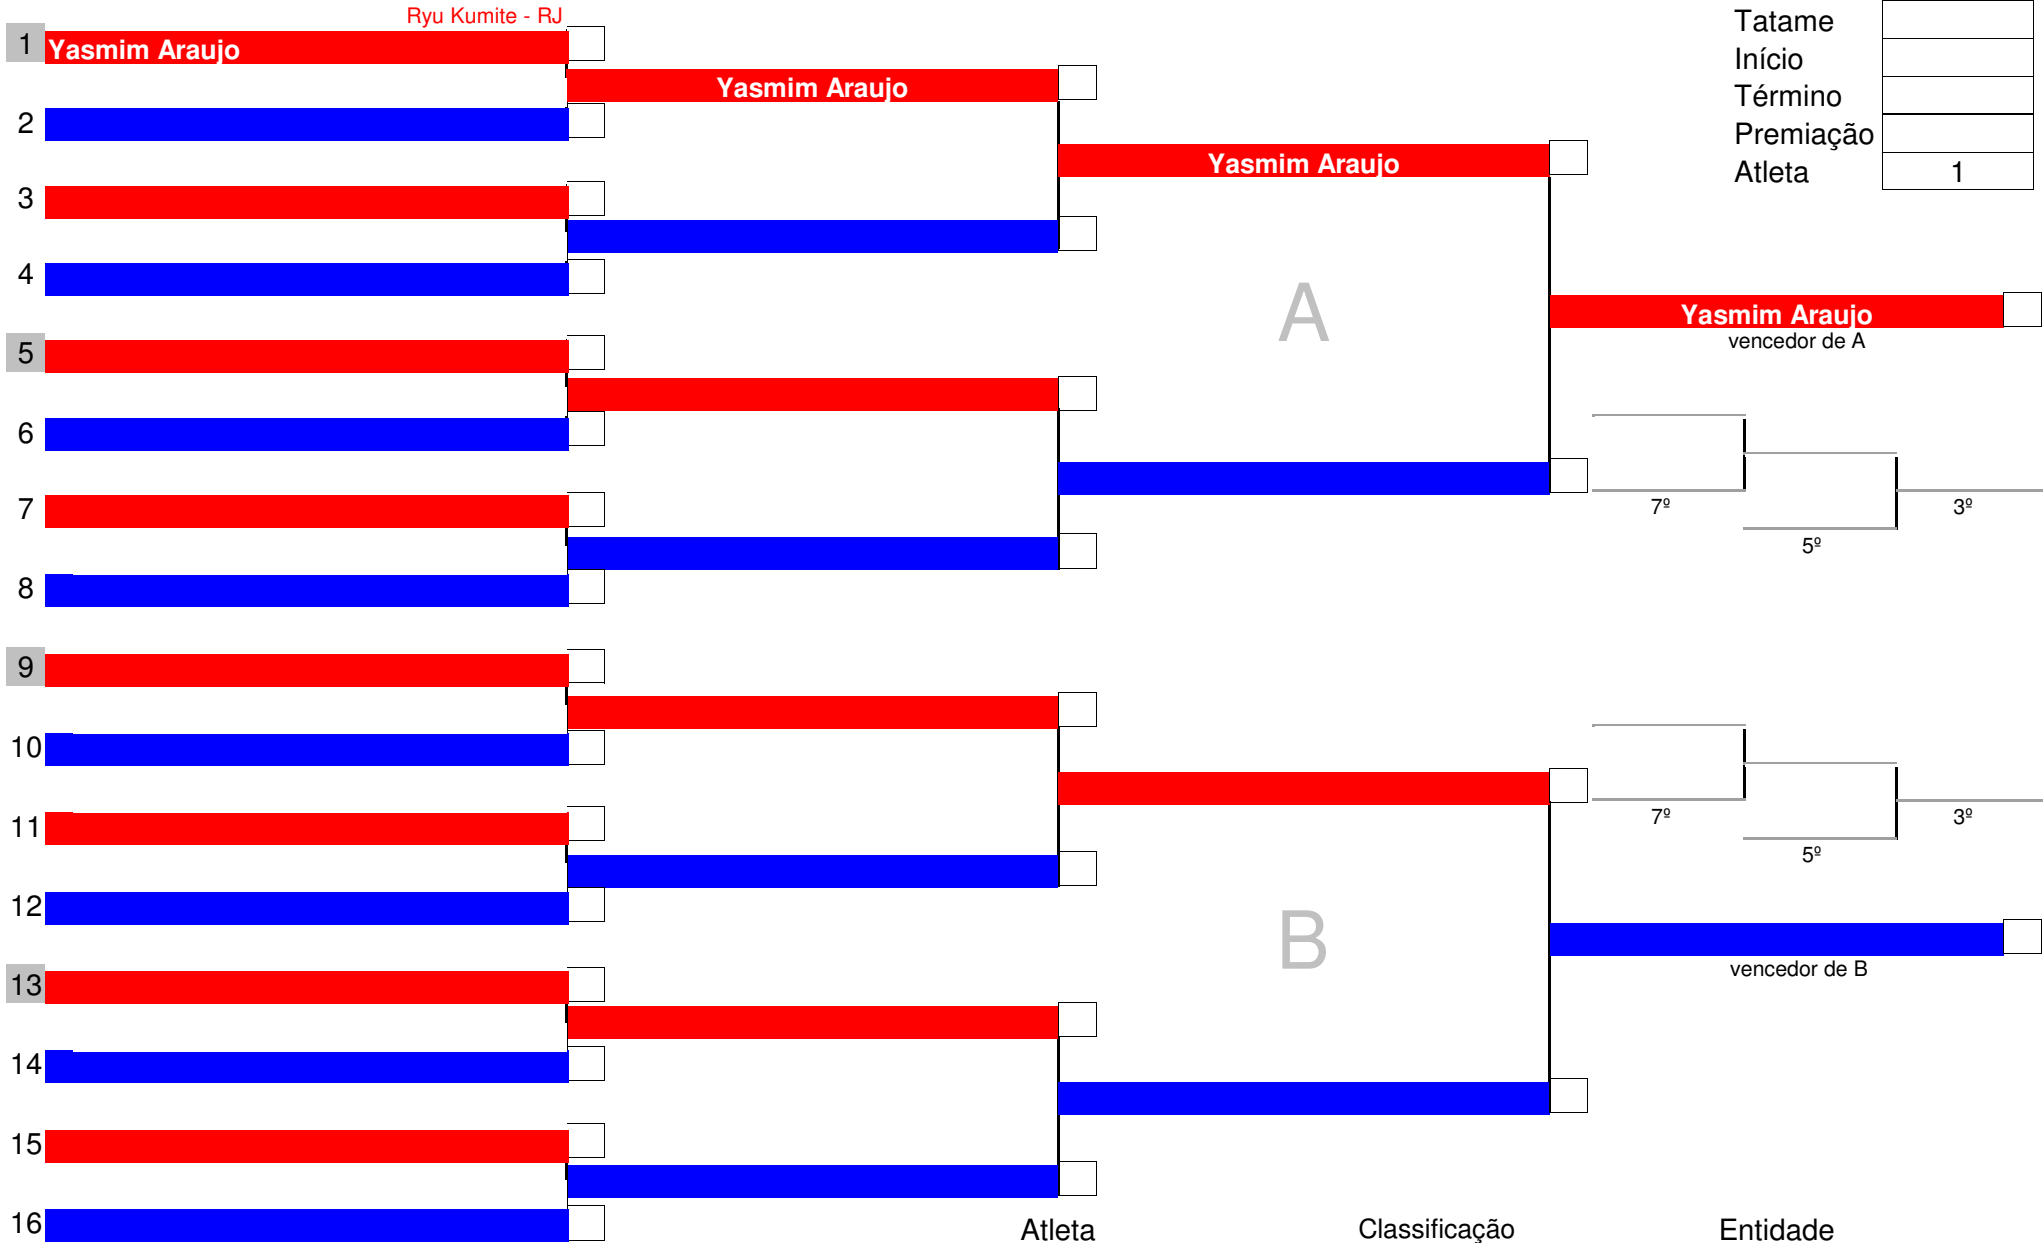 Ryu Kumite - RJ
1 Yasmim Araujo
Tatame
Início
Término
Premiação
Atleta 1
Yasmim Araujo
2
Yasmim Araujo
3
4
A
Yasmim Araujo
vencedor de A
5
6
7
7º
3º
5º
8
9
10
11
7º
3º
5º
12
B
vencedor de B
13
14
15
16
Atleta Classificação Entidade